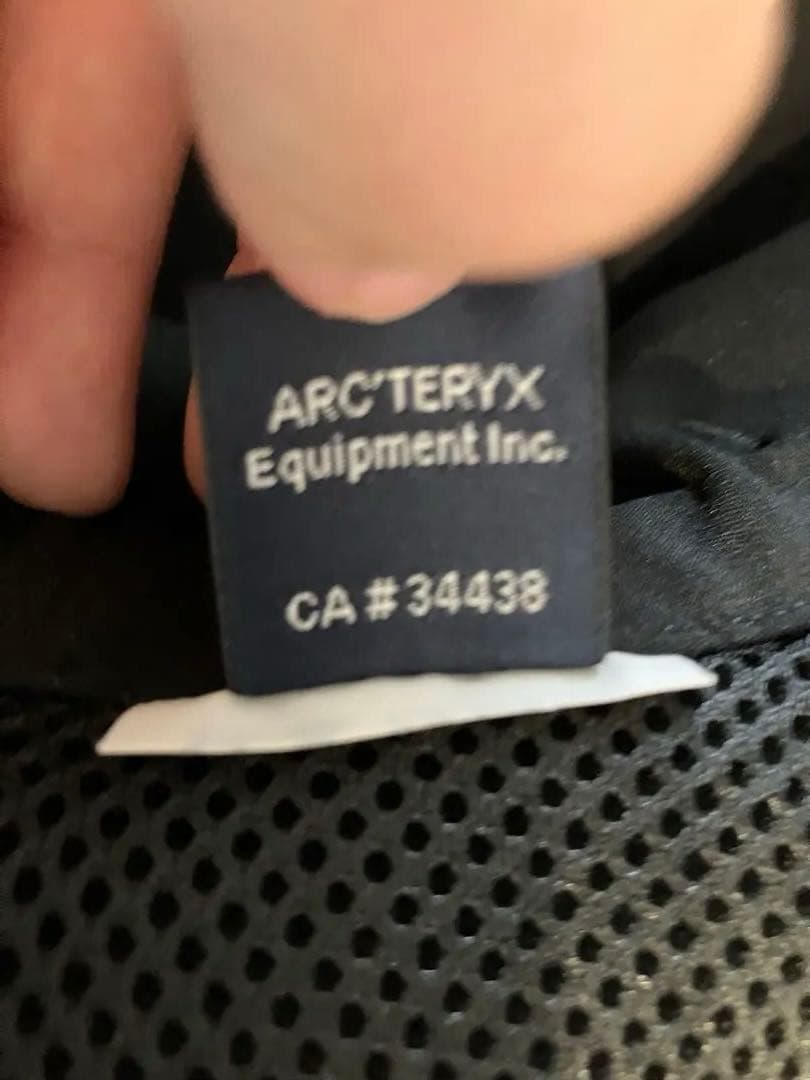 ARC'TERYX
Equipment Inc.
CA # 34438